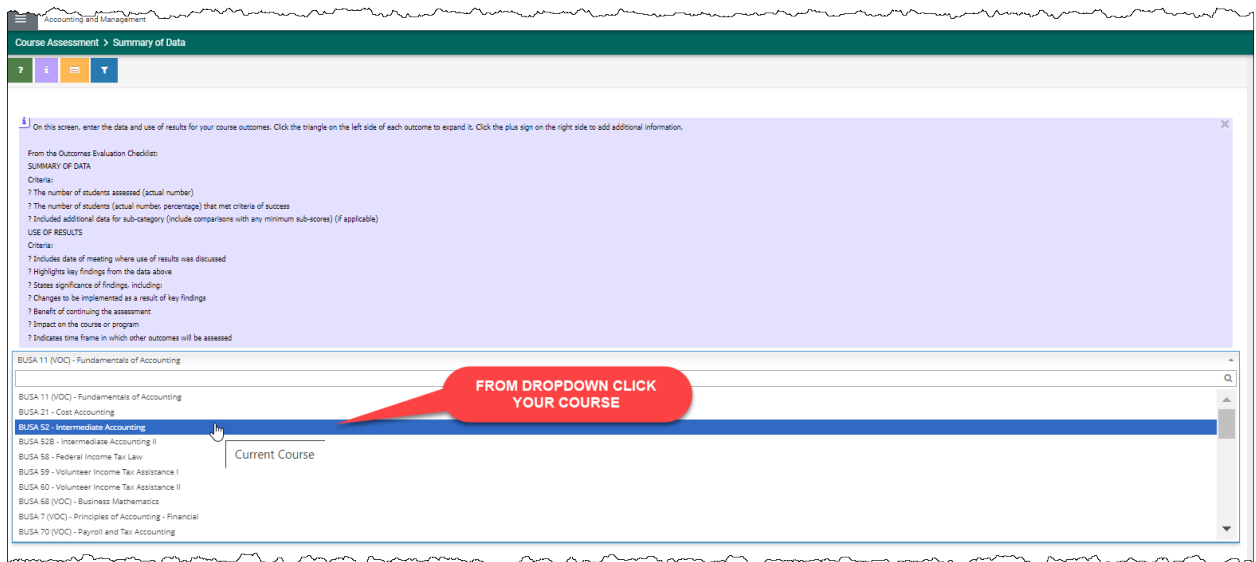 Accounting and Management
Course Assessment > Summary of Data
? i
i On this screen, enter the data and use of results for your course outcomes. Click the triangle on the left side of each outcome to expand it. Click the plus sign on the right side to add additional information.
From the Outcomes Evaluation Checklist:
SUMMARY OF DATA
Criteria:
? The number of students assessed (actual number)
? The number of students (actual number, percentage) that met criteria of success
? Included additional data for sub-category (include comparisons with any minimum sub-scores) (if applicable)
USE OF RESULTS
Criteria:
? Includes date of meeting where use of results was discussed
? Highlights key findings from the data above
? States significance of findings, including:
? Changes to be implemented as a result of key findings
? Benefit of continuing the assessment
? Impact on the course or program
? Indicates time frame in which other outcomes will be assessed
BUSA 11 (VOC) - Fundamentals of Accounting
FROM DROPDOWN CLICK
YOUR COURSE
BUSA 11 (VOC) - Fundamentals of Accounting
BUSA 21 - Cost Accounting
BUSA 52 - Intermediate Accounting
BUSA 52B - Intermediate Accounting II
Current Course
BUSA 58 - Federal Income Tax Law
BUSA 59 - Volunteer Income Tax Assistance I
BUSA 60 - Volunteer Income Tax Assistance II
BUSA 68 (VOC) - Business Mathematics
BUSA 7 (VOC) - Principles of Accounting - Financial
BUSA 70 (VOC) - Payroll and Tax Accounting